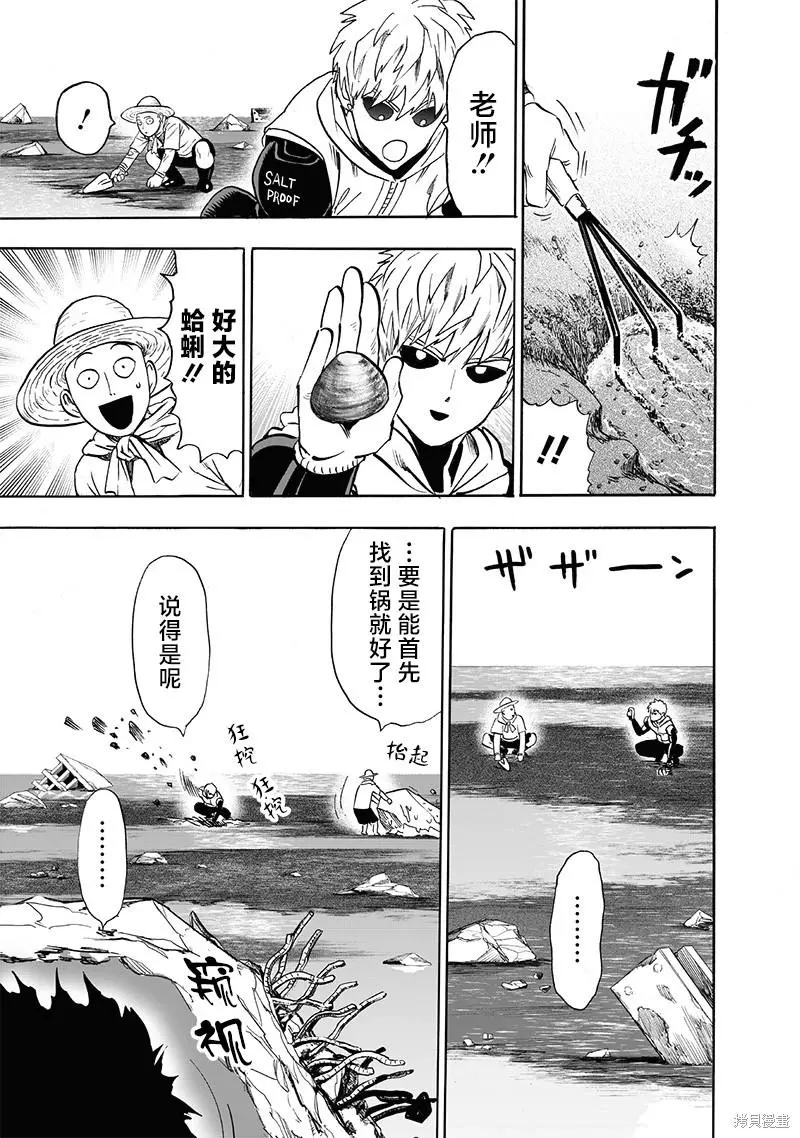 ガチッ
!!
老师!!
SALT
PROOF
!
好大的
蛤蜊!!
ザザーン
………
…要是能首先
找到锅就好了…
说得是呢
抬起
狂挖
狂挖
………
窥视
拷貝漫畫